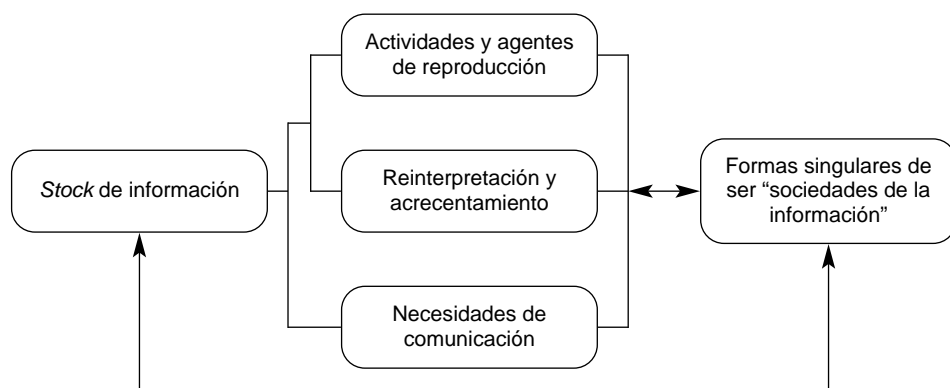 Actividades y agentes
de reproducción
Stock de información
Reinterpretación y
acrecentamiento
Formas singulares de
ser “sociedades de la
información”
Necesidades de
comunicación